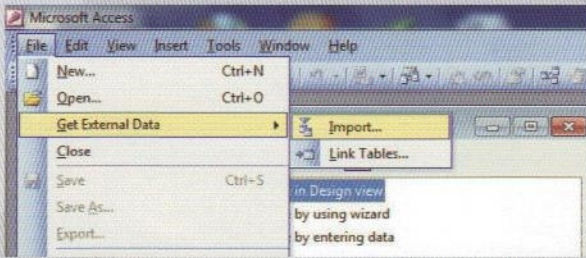 Microsoft Access
File Edit View Insert Tools Window Help
New... Ctrl+N
Open... Ctrl+O
Get External Data
Import...
Close
Link Tables...
Save Ctrl+S
in Design view
Save As...
by using wizard
Export...
by entering data